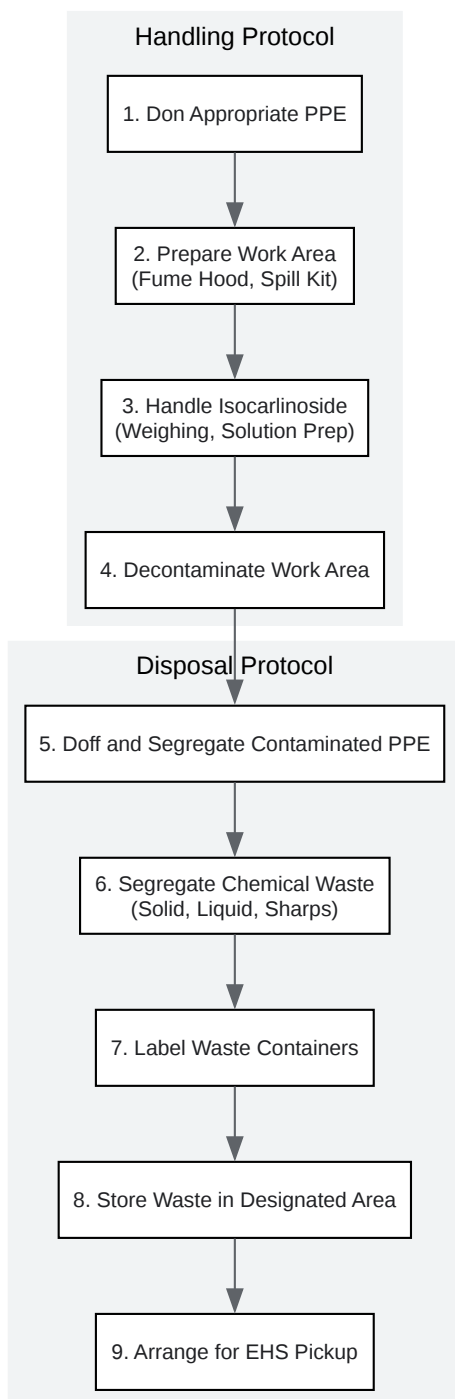 Handling Protocol
1. Don Appropriate PPE
2. Prepare Work Area
(Fume Hood, Spill Kit)
3. Handle Isocarlinoside
(Weighing, Solution Prep)
4. Decontaminate Work Area
Disposal Protocol
5. Doff and Segregate Contaminated PPE
6. Segregate Chemical Waste
(Solid, Liquid, Sharps)
7. Label Waste Containers
8. Store Waste in Designated Area
9. Arrange for EHS Pickup